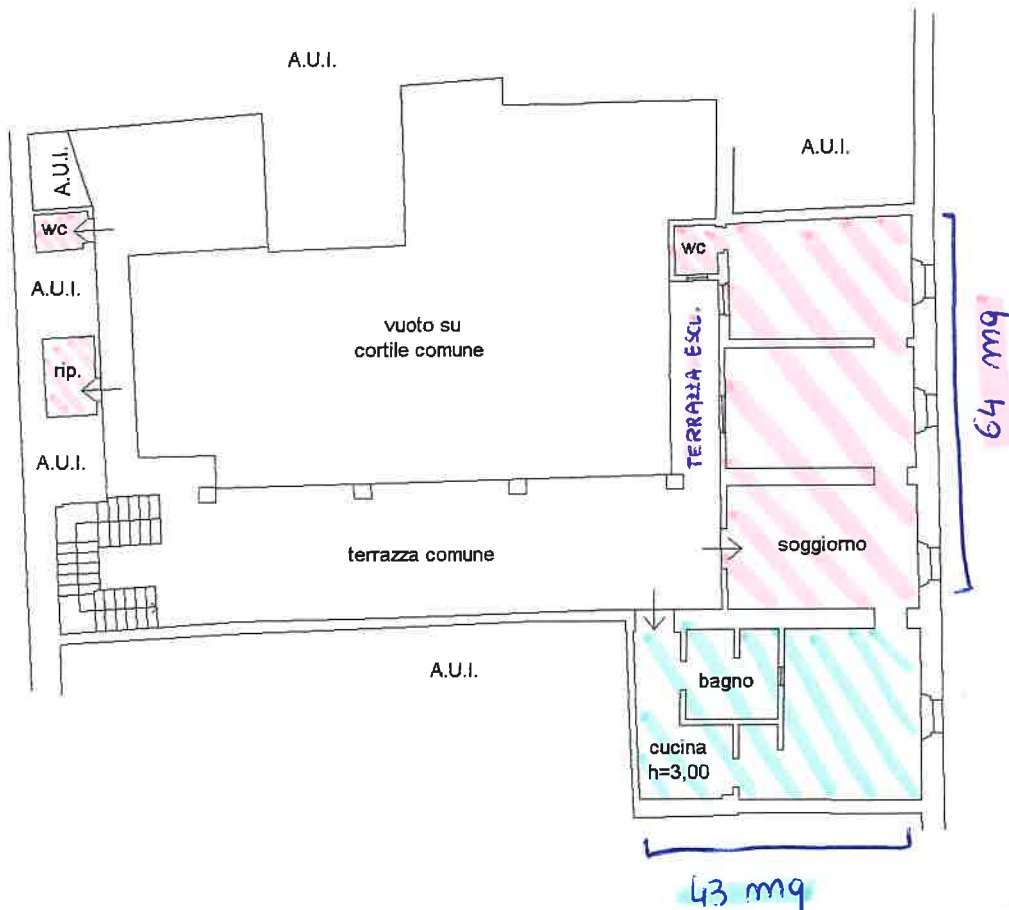 A.U.I.
A.U.I.
A.U.I.
wc
wc
A.U.I.
vuoto su
cortile comune
rip.
TERRAZZA ESCL.
64 mq
A.U.I.
terrazza comune
soggiorno
A.U.I.
bagno
cucina
h=3,00
43 mq